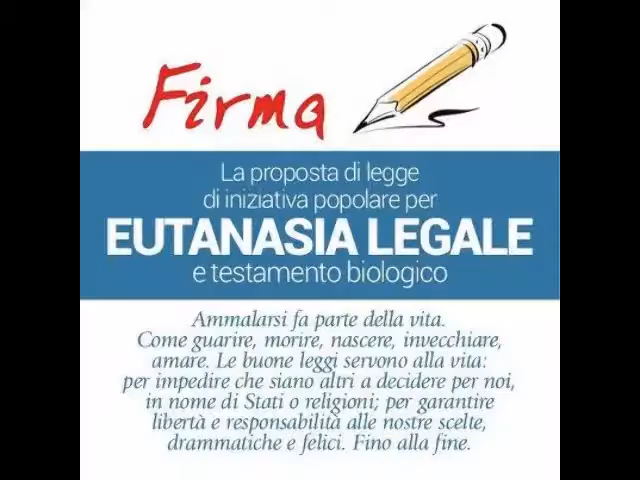 Firma
La proposta di legge
di iniziativa popolare per
EUTANASIA LEGALE
e testamento biologico
Ammalarsi fa parte della vita.
Come guarire, morire, nascere, invecchiare,
amare. Le buone leggi servono alla vita:
per impedire che siano altri a decidere per noi,
in nome di Stati o religioni; per garantire
libertà e responsabilità alle nostre scelte,
drammatiche e felici. Fino alla fine.